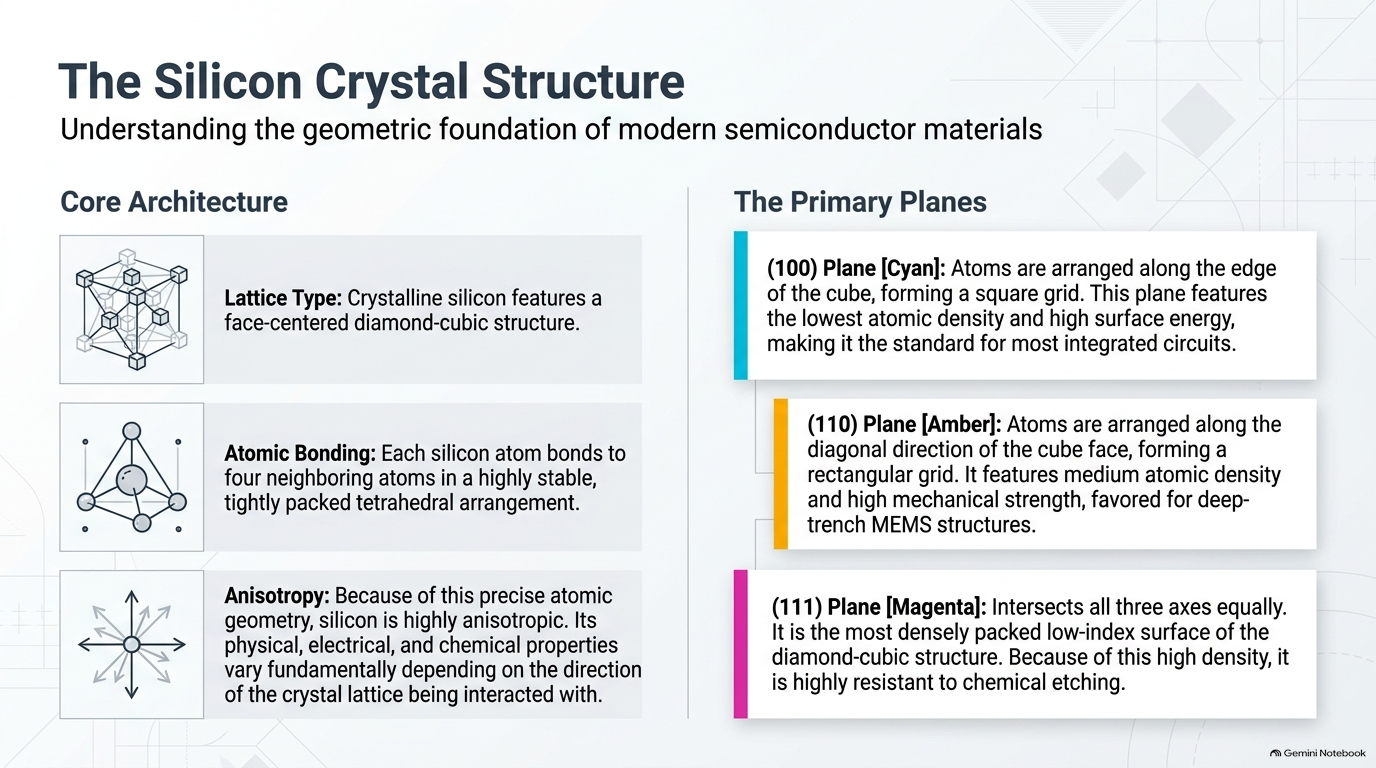 The Silicon Crystal Structure
Understanding the geometric foundation of modern semiconductor materials
Core Architecture
Lattice Type: Crystalline silicon features a
face-centered diamond-cubic structure.
Atomic Bonding: Each silicon atom bonds to
four neighboring atoms in a highly stable,
tightly packed tetrahedral arrangement.
Anisotropy: Because of this precise atomic
geometry, silicon is highly anisotropic. Its
physical, electrical, and chemical properties
vary fundamentally depending on the direction
of the crystal lattice being interacted with.
The Primary Planes
(100) Plane [Cyan]: Atoms are arranged along the edge
of the cube, forming a square grid. This plane features
the lowest atomic density and high surface energy,
making it the standard for most integrated circuits.
(110) Plane [Amber]: Atoms are arranged along the
diagonal direction of the cube face, forming a
rectangular grid. It features medium atomic density
and high mechanical strength, favored for deep-
trench MEMS structures.
(111) Plane [Magenta]: Intersects all three axes equally.
It is the most densely packed low-index surface of the
diamond-cubic structure. Because of this high density, it
is highly resistant to chemical etching.
Gemini Notebook